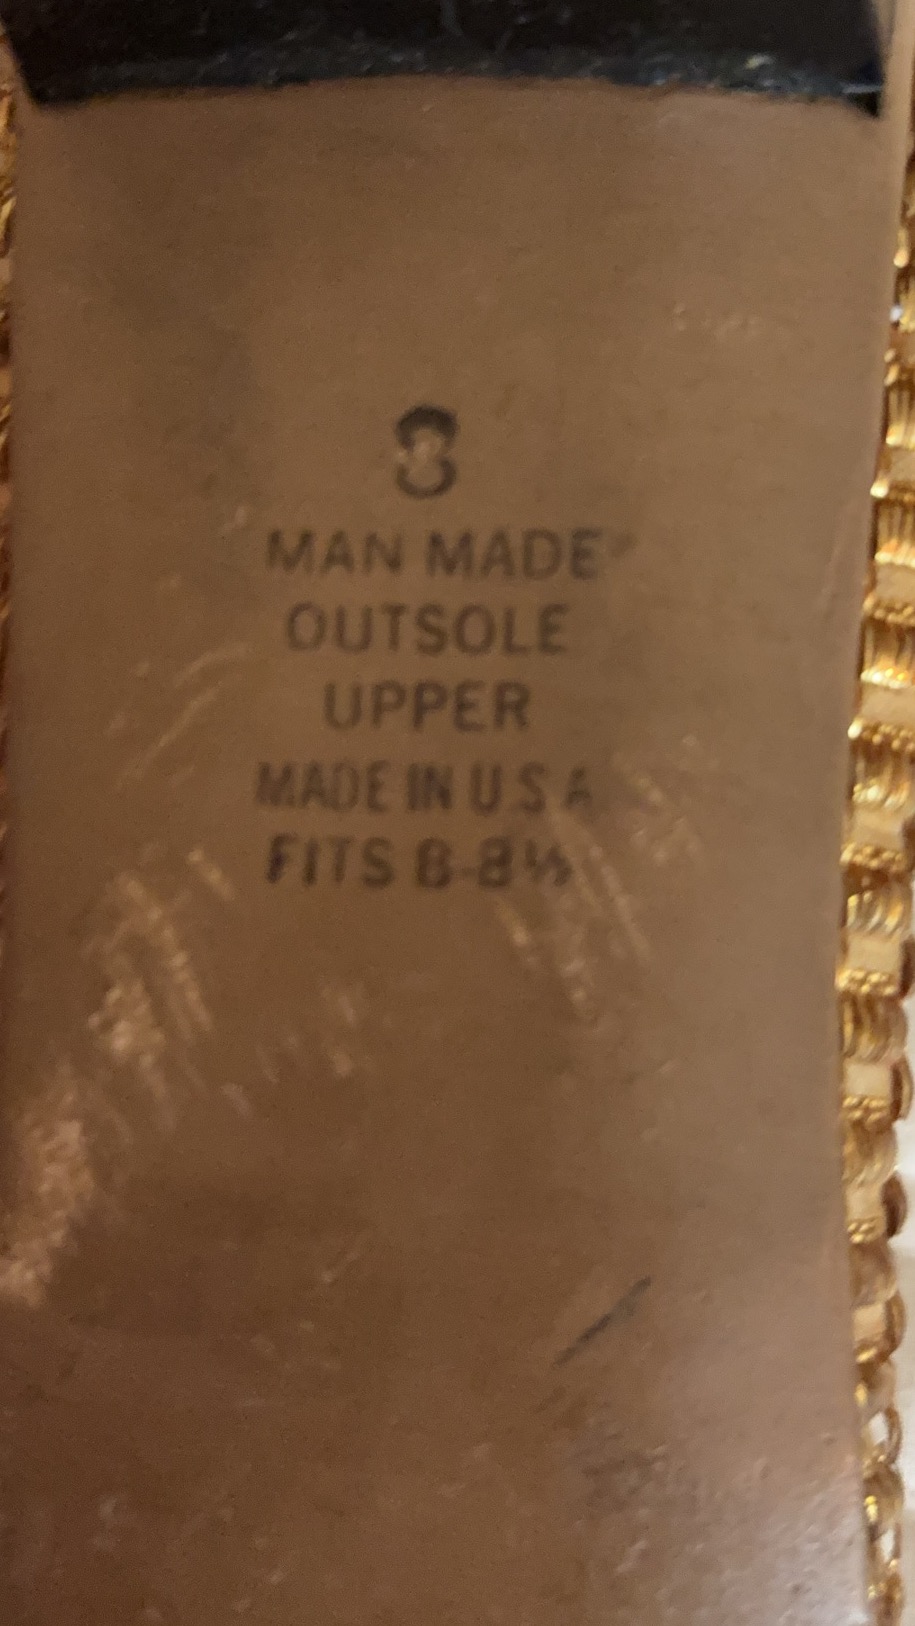 8
MAN MADE
OUTSOLE
UPPER
MADE IN U.S.A
FITS 8-8½